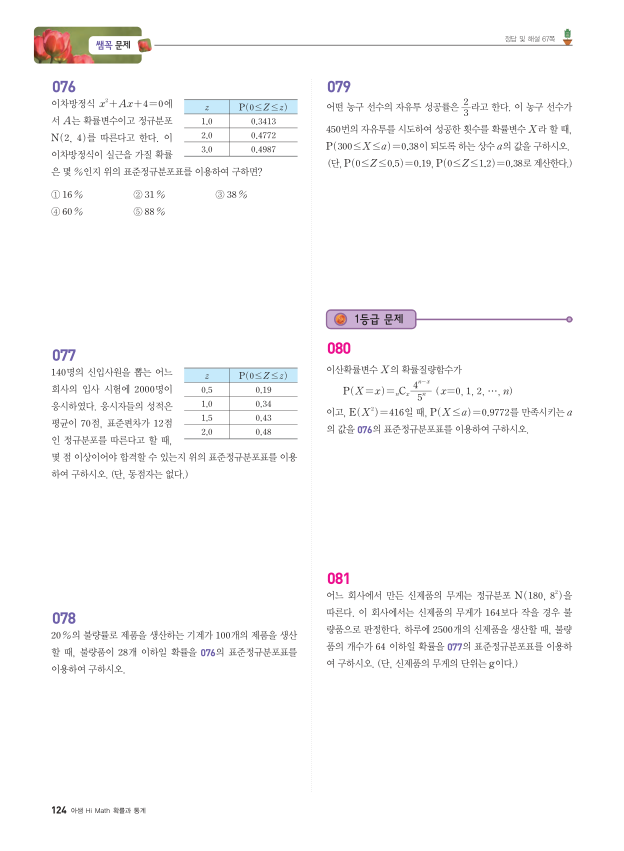 쌤꼭 문제
정답 및 해설 67쪽
076
이차방정식 x²+Ax+4=0에
서 A는 확률변수이고 정규분포
N(2, 4)를 따른다고 한다. 이
이차방정식이 실근을 가질 확률
은 몇 %인지 위의 표준정규분포표를 이용하여 구하면?
z P(0≤Z≤z)
1.0 0.3413
2.0 0.4772
3.0 0.4987
① 16 % ② 31 % ③ 38 %
④ 60 % ⑤ 88 %
077
140명의 신입사원을 뽑는 어느
회사의 입사 시험에 2000명이
응시하였다. 응시자들의 성적은
평균이 70점, 표준편차가 12점
인 정규분포를 따른다고 할 때,
몇 점 이상이어야 합격할 수 있는지 위의 표준정규분포표를 이용
하여 구하시오. (단, 동점자는 없다.)
z P(0≤Z≤z)
0.5 0.19
1.0 0.34
1.5 0.43
2.0 0.48
078
20 %의 불량률로 제품을 생산하는 기계가 100개의 제품을 생산
할 때, 불량품이 28개 이하일 확률을 076의 표준정규분포표를
이용하여 구하시오.
079
어떤 농구 선수의 자유투 성공률은 2/3라고 한다. 이 농구 선수가
450번의 자유투를 시도하여 성공한 횟수를 확률변수 X라 할 때,
P(300≤X≤a)=0.38이 되도록 하는 상수 a의 값을 구하시오.
(단, P(0≤Z≤0.5)=0.19, P(0≤Z≤1.2)=0.38로 계산한다.)
1등급 문제
080
이산확률변수 X의 확률질량함수가
P(X=x)=ₙCₓ 4ⁿ⁻ˣ/5ⁿ (x=0, 1, 2, ⋯, n)
이고, E(X²)=416일 때, P(X≤a)=0.9772를 만족시키는 a
의 값을 076의 표준정규분포표를 이용하여 구하시오.
081
어느 회사에서 만든 신제품의 무게는 정규분포 N(180, 8²)을
따른다. 이 회사에서는 신제품의 무게가 164보다 작을 경우 불
량품으로 판정한다. 하루에 2500개의 신제품을 생산할 때, 불량
품의 개수가 64 이하일 확률을 077의 표준정규분포표를 이용하
여 구하시오. (단, 신제품의 무게의 단위는 g이다.)
124 아샘 Hi Math 확률과 통계